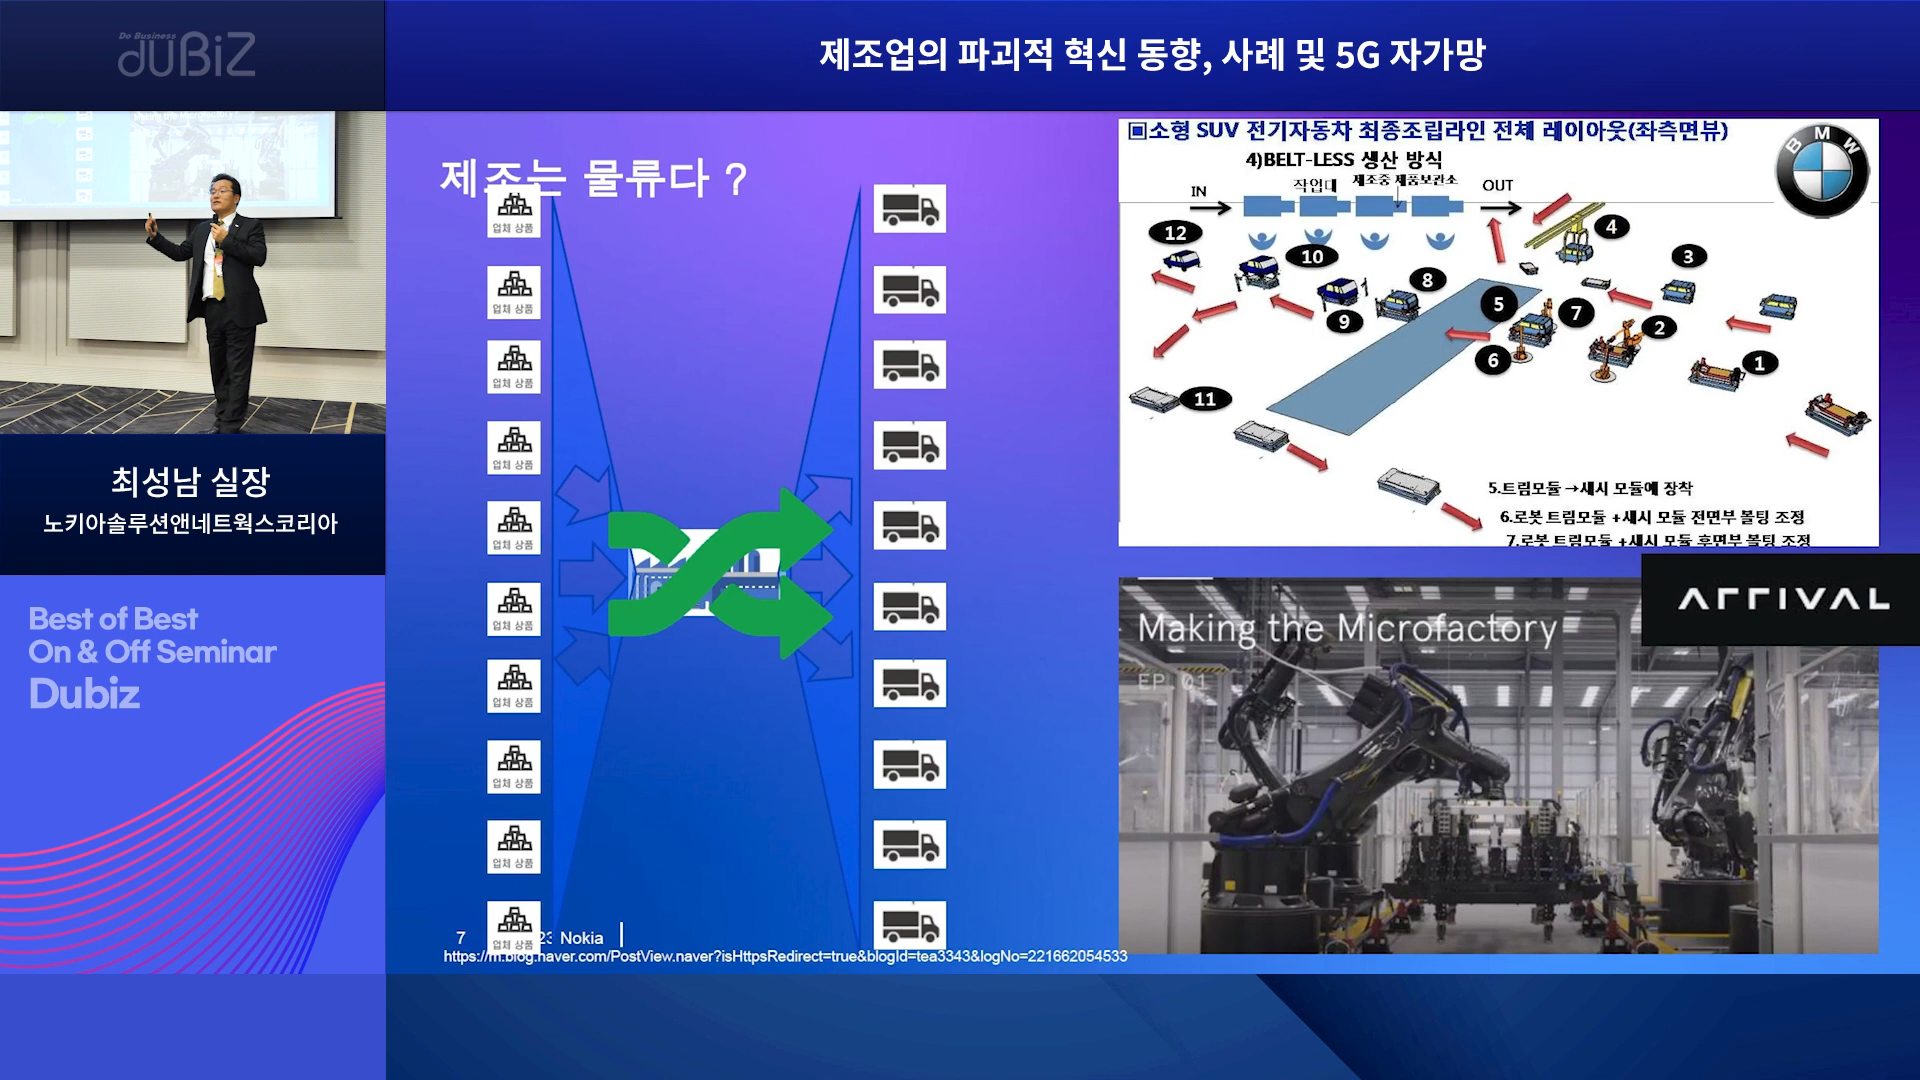 Do Business
duBiZ
제조업의 파괴적 혁신 동향, 사례 및 5G 자가망
최성남 실장
노키아솔루션앤네트웍스코리아
Best of Best
On & Off Seminar
Dubiz
제조는 물류다 ?
업체 상품
업체 상품
업체 상품
업체 상품
업체 상품
업체 상품
업체 상품
업체 상품
업체 상품
업체 상품
7
23 Nokia
https://m.blog.naver.com/PostView.naver?isHttpsRedirect=true&blogId=tea3343&logNo=221662054533
▣소형 SUV 전기자동차 최종조립라인 전체 레이아웃(좌측면뷰)
BMW
4)BELT-LESS 생산 방식
IN
작업대
제조중 제품보관소
OUT
12
10
4
3
8
5
7
9
2
6
1
11
5.트림모듈→새시 모듈에 장착
6.로봇 트림모듈 +새시 모듈 전면부 볼팅 조정
7.로봇 트림모듈 +새시 모듈 후면부 볼팅 조정
ARRIVAL
Making the Microfactory
EP 01